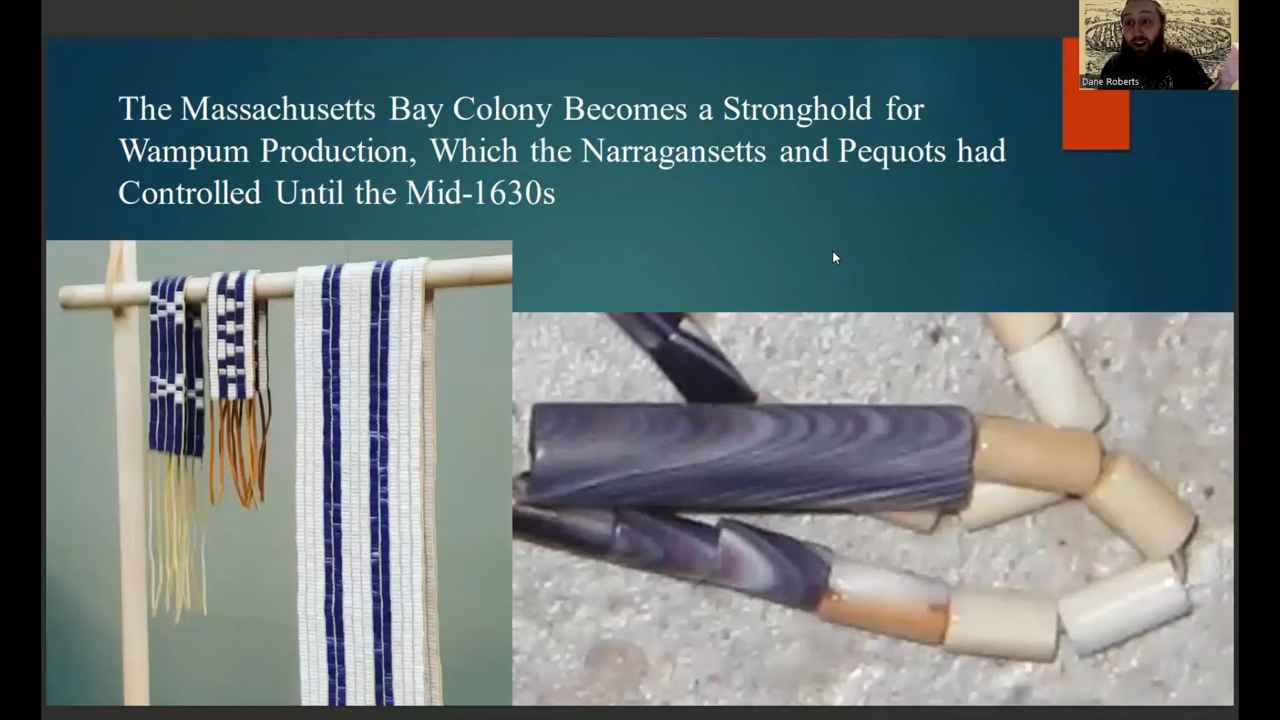 The Massachusetts Bay Colony Becomes a Stronghold for
Wampum Production, Which the Narragansetts and Pequots had
Controlled Until the Mid-1630s
Dane Roberts